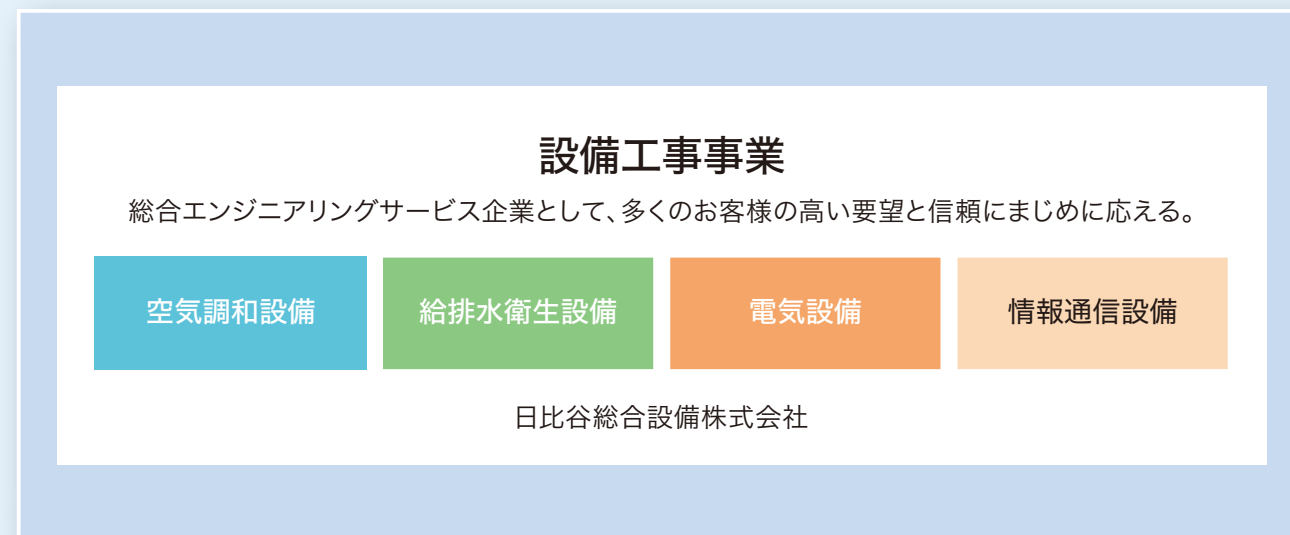 設備工事事業
総合エンジニアリングサービス企業として、多くのお客様の高い要望と信頼にまじめに応える。
空気調和設備
給排水衛生設備
電気設備
情報通信設備
日比谷総合設備株式会社